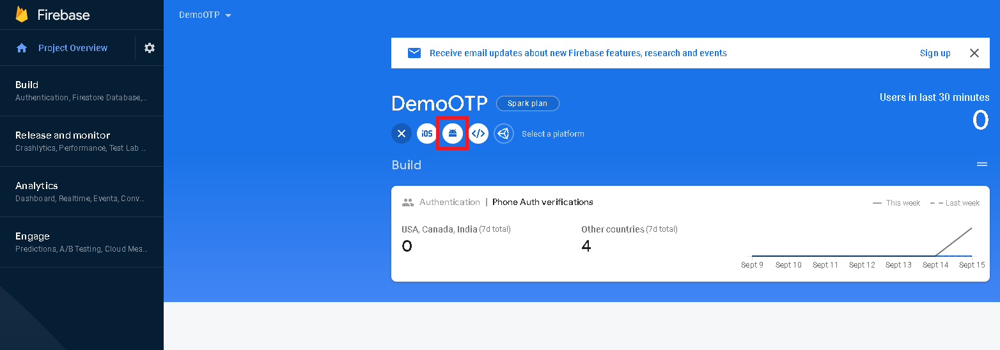 Firebase
DemoOTP
Project Overview
Receive email updates about new Firebase features, research and events
Sign up
Build
Authentication, Firestore Database,...
Release and monitor
Crashlytics, Performance, Test Lab ...
Analytics
Dashboard, Realtime, Events, Conv...
Engage
Predictions, A/B Testing, Cloud Mes...
DemoOTP
Spark plan
Users in last 30 minutes
0
iOS
</>
Select a platform
Build
Authentication | Phone Auth verifications
This week
Last week
USA, Canada, India (7d total)
0
Other countries (7d total)
4
Sept 9 Sept 10 Sept 11 Sept 12 Sept 13 Sept 14 Sept 15